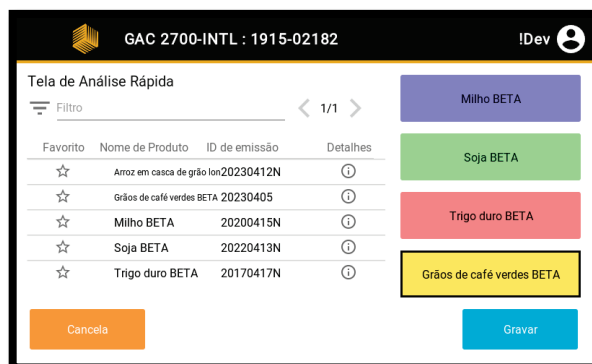 GAC 2700-INTL : 1915-02182
!Dev
Tela de Análise Rápida
Filtro
1/1
Favorito Nome de Produto ID de emissão Detalhes
Arroz em casca de grão lon 20230412N
Grãos de café verdes BETA 20230405
Milho BETA 20200415N
Soja BETA 20220413N
Trigo duro BETA 20170417N
Milho BETA
Soja BETA
Trigo duro BETA
Grãos de café verdes BETA
Cancela
Gravar